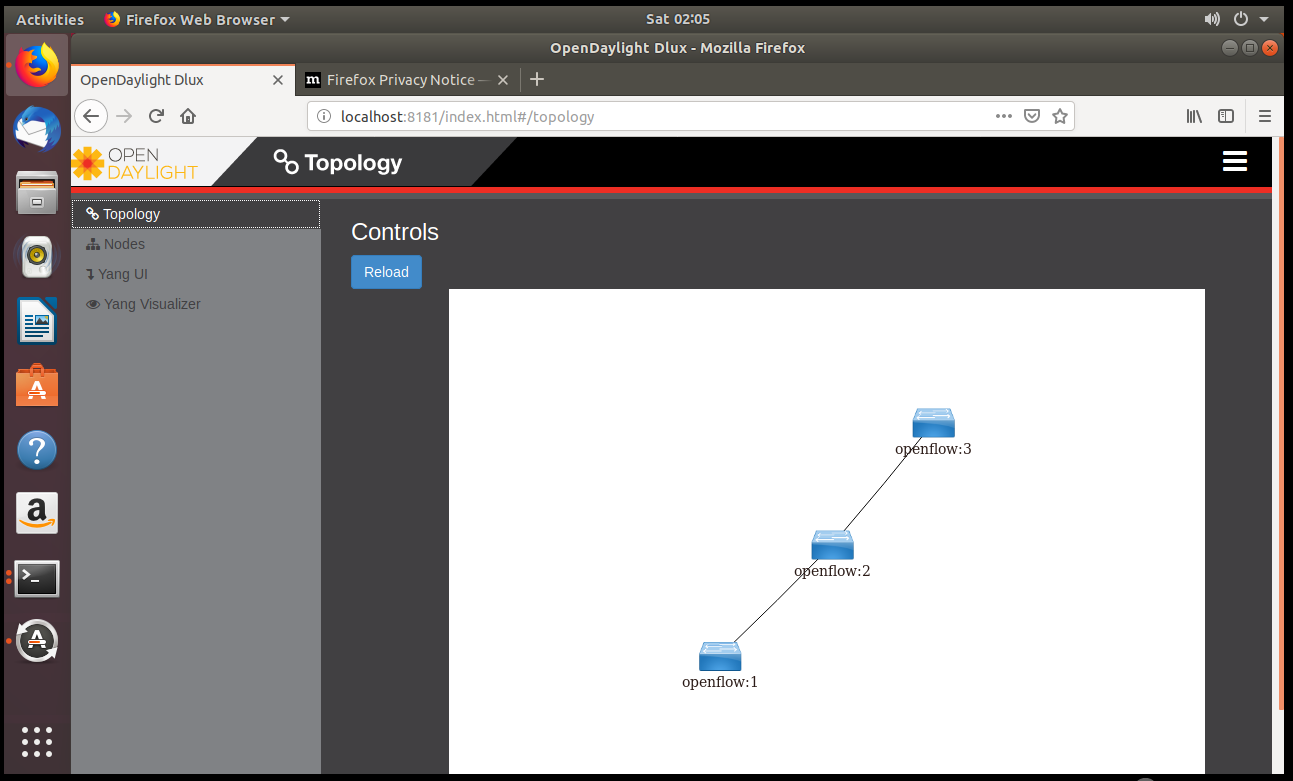 Activities Firefox Web Browser Sat 02:05
OpenDaylight Dlux - Mozilla Firefox
OpenDaylight Dlux m Firefox Privacy Notice —
localhost:8181/index.html#/topology
OPEN
DAYLIGHT
Topology
Topology
Nodes
Yang UI
Yang Visualizer
Controls
Reload
openflow:3
openflow:2
openflow:1